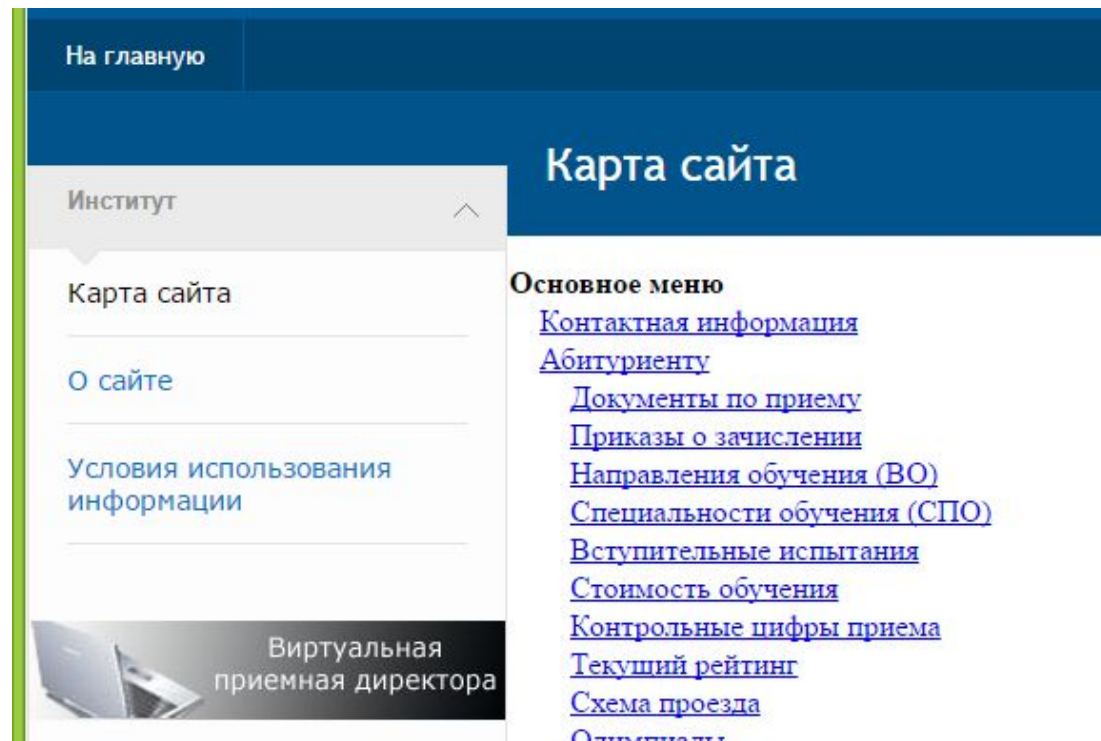 На главную
Карта сайта
Институт
Карта сайта
О сайте
Условия использования
информации
Виртуальная
приемная директора
Основное меню
Контактная информация
Абитуриенту
Документы по приему
Приказы о зачислении
Направления обучения (ВО)
Специальности обучения (СПО)
Вступительные испытания
Стоимость обучения
Контрольные цифры приема
Текущий рейтинг
Схема проезда